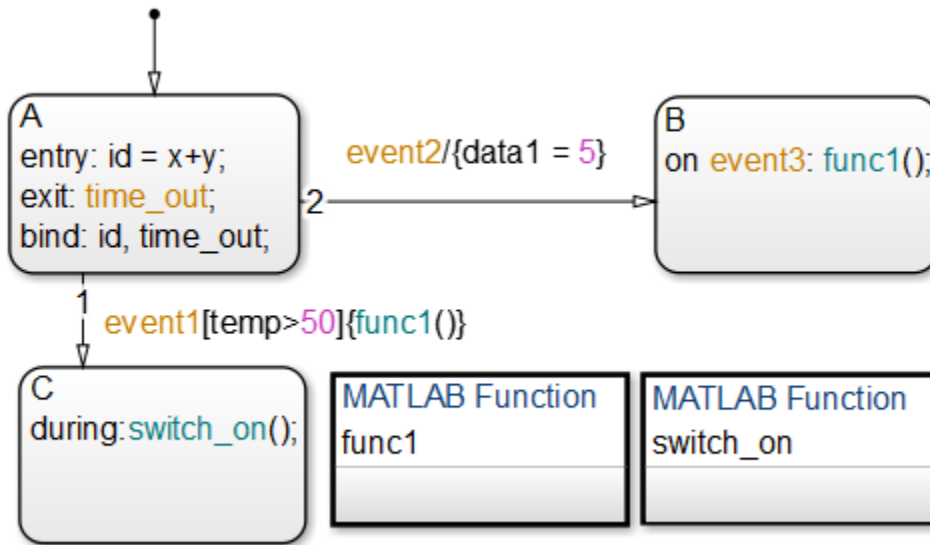 A
entry: id = x+y;
exit: time_out;
bind: id, time_out;
event2/{data1 = 5}
2
B
on event3: func1();
1
event1[temp>50]{func1()}
C
during:switch_on();
MATLAB Function
func1
MATLAB Function
switch_on